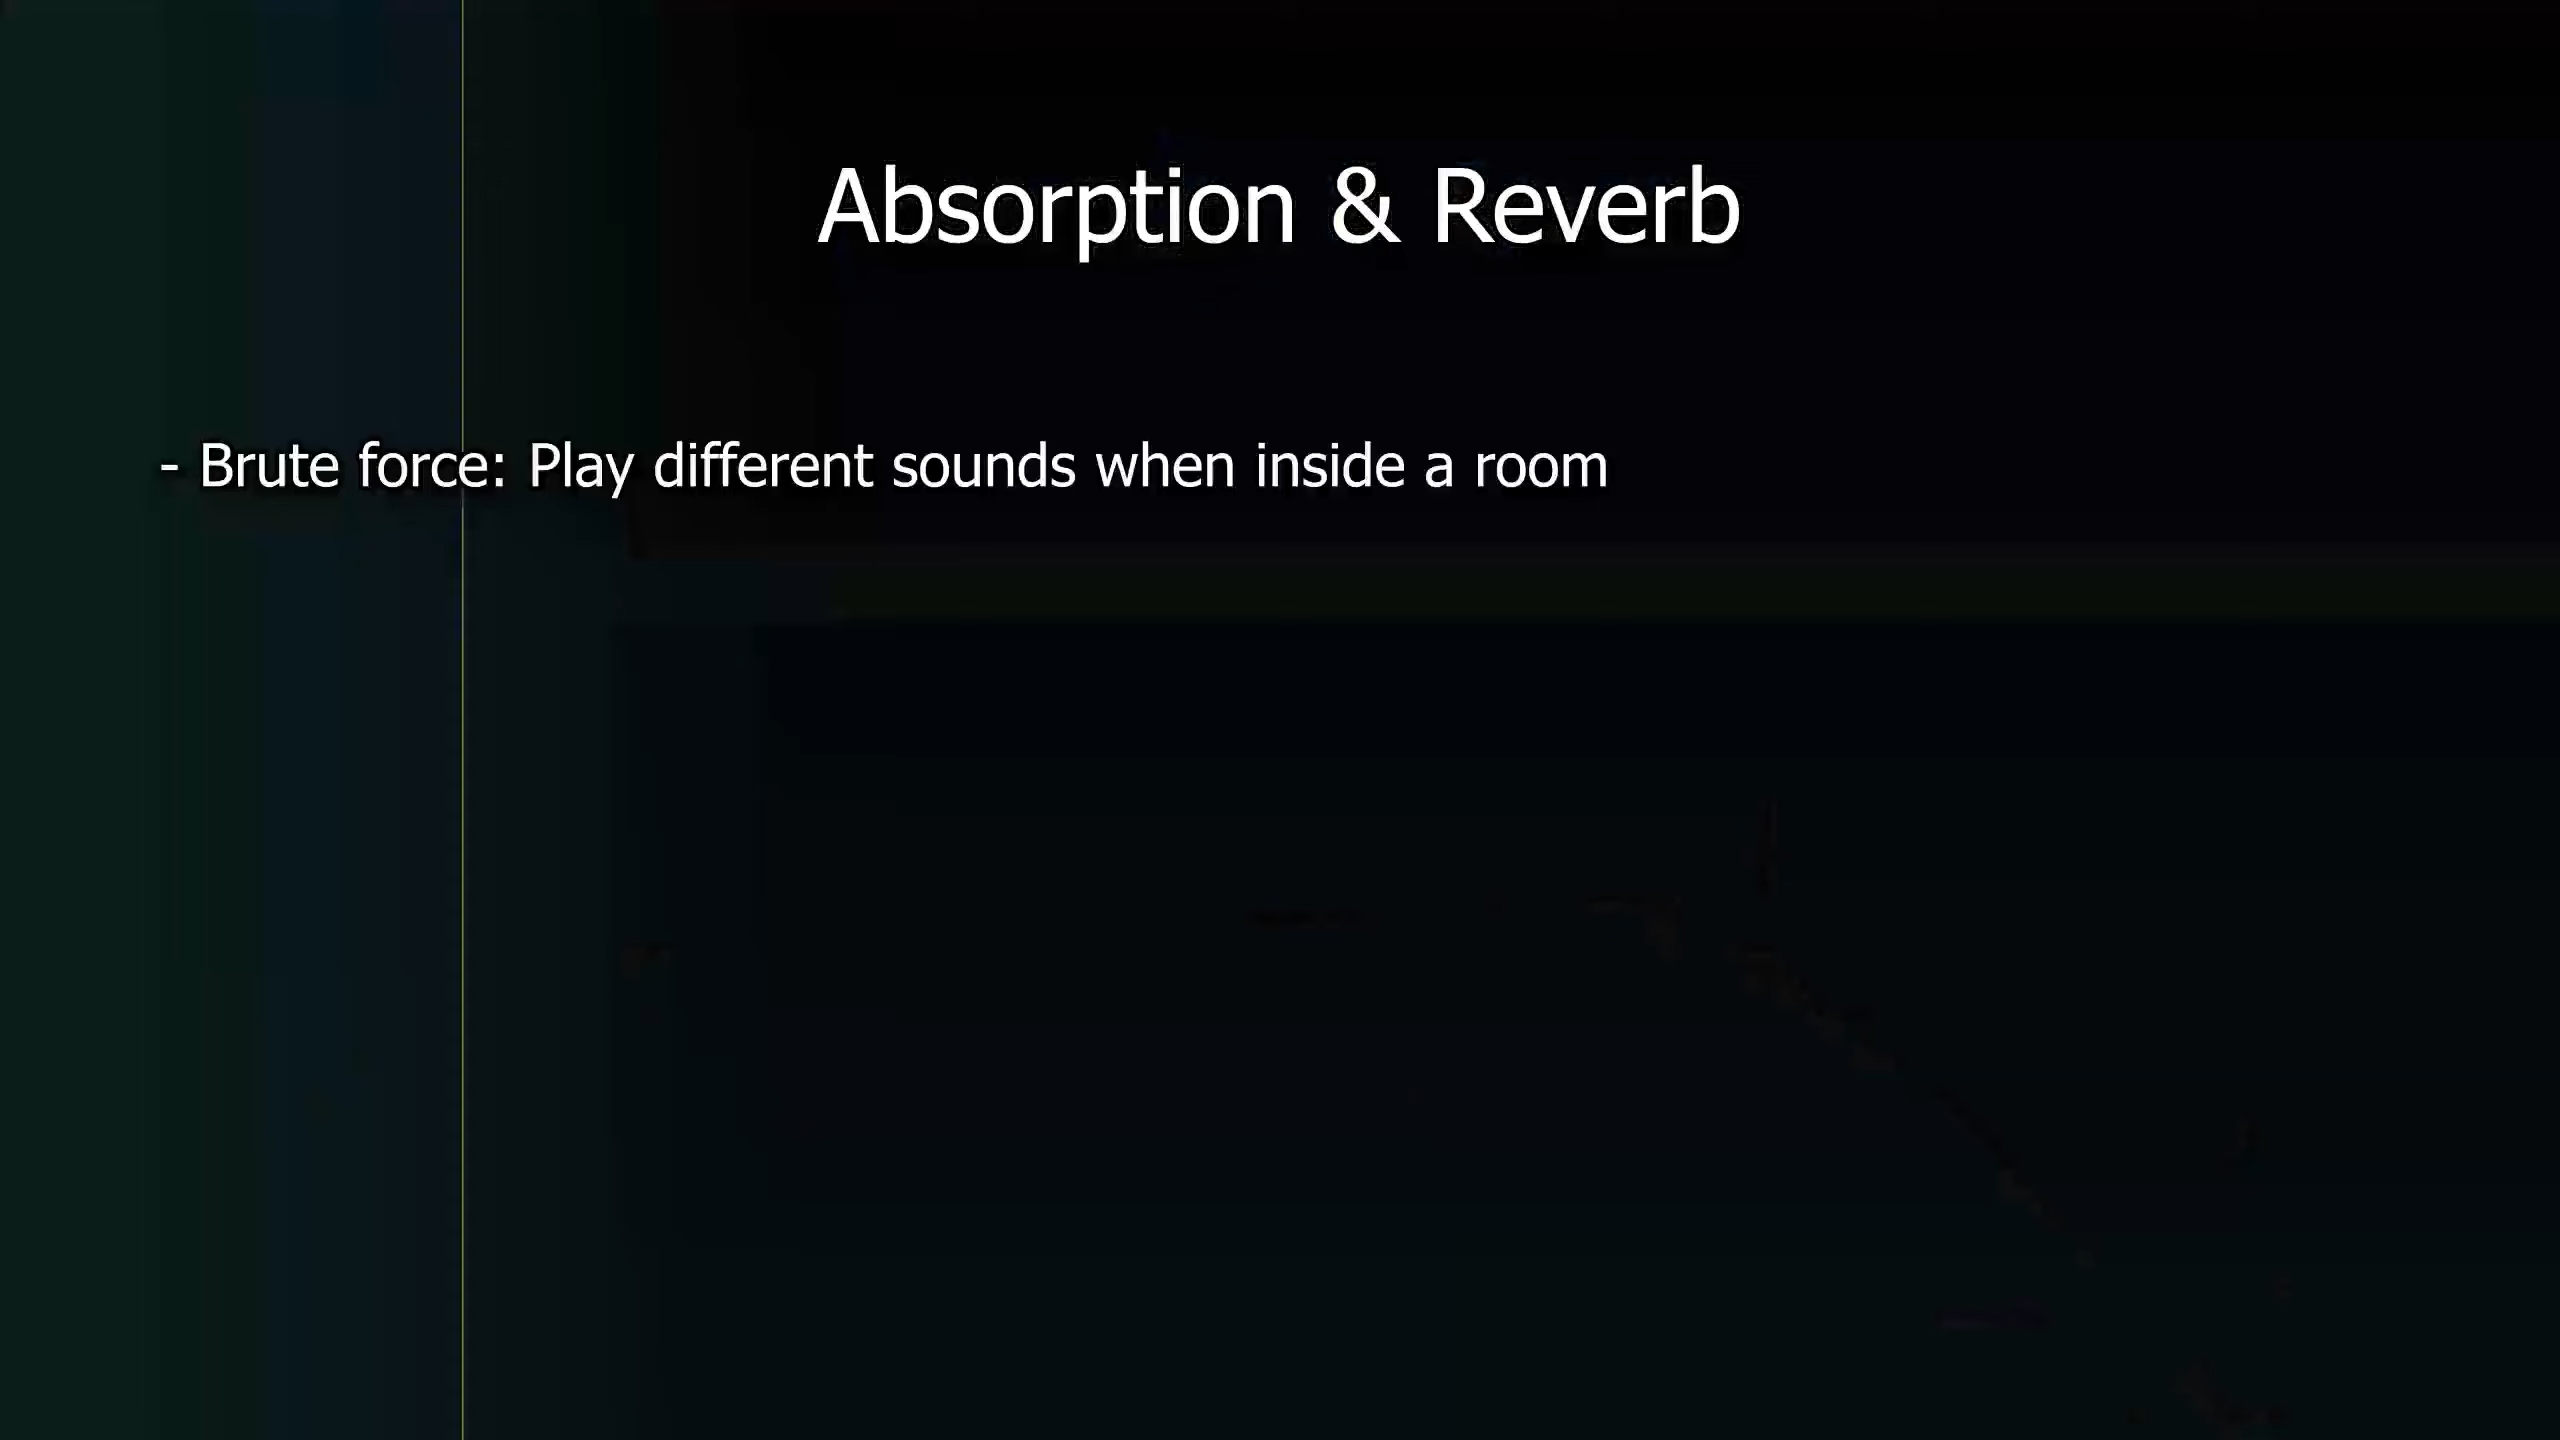 Absorption & Reverb
- Brute force: Play different sounds when inside a room